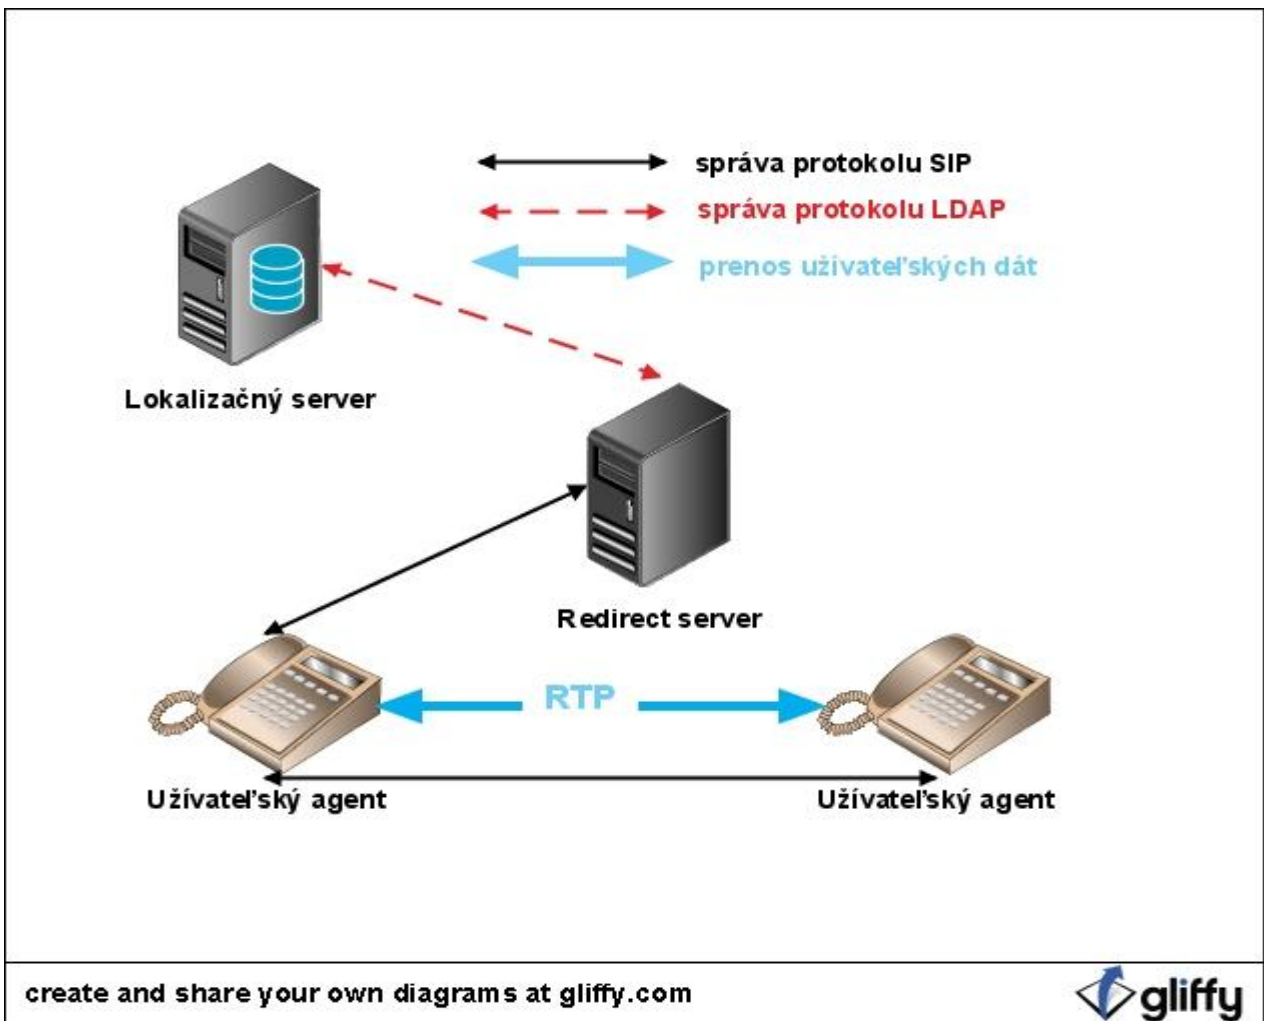 správa protokolu SIP
správa protokolu LDAP
prenos užívateľských dát
Lokalizačný server
Redirect server
RTP
Užívateľský agent
Užívateľský agent
create and share your own diagrams at gliffy.com
gliffy